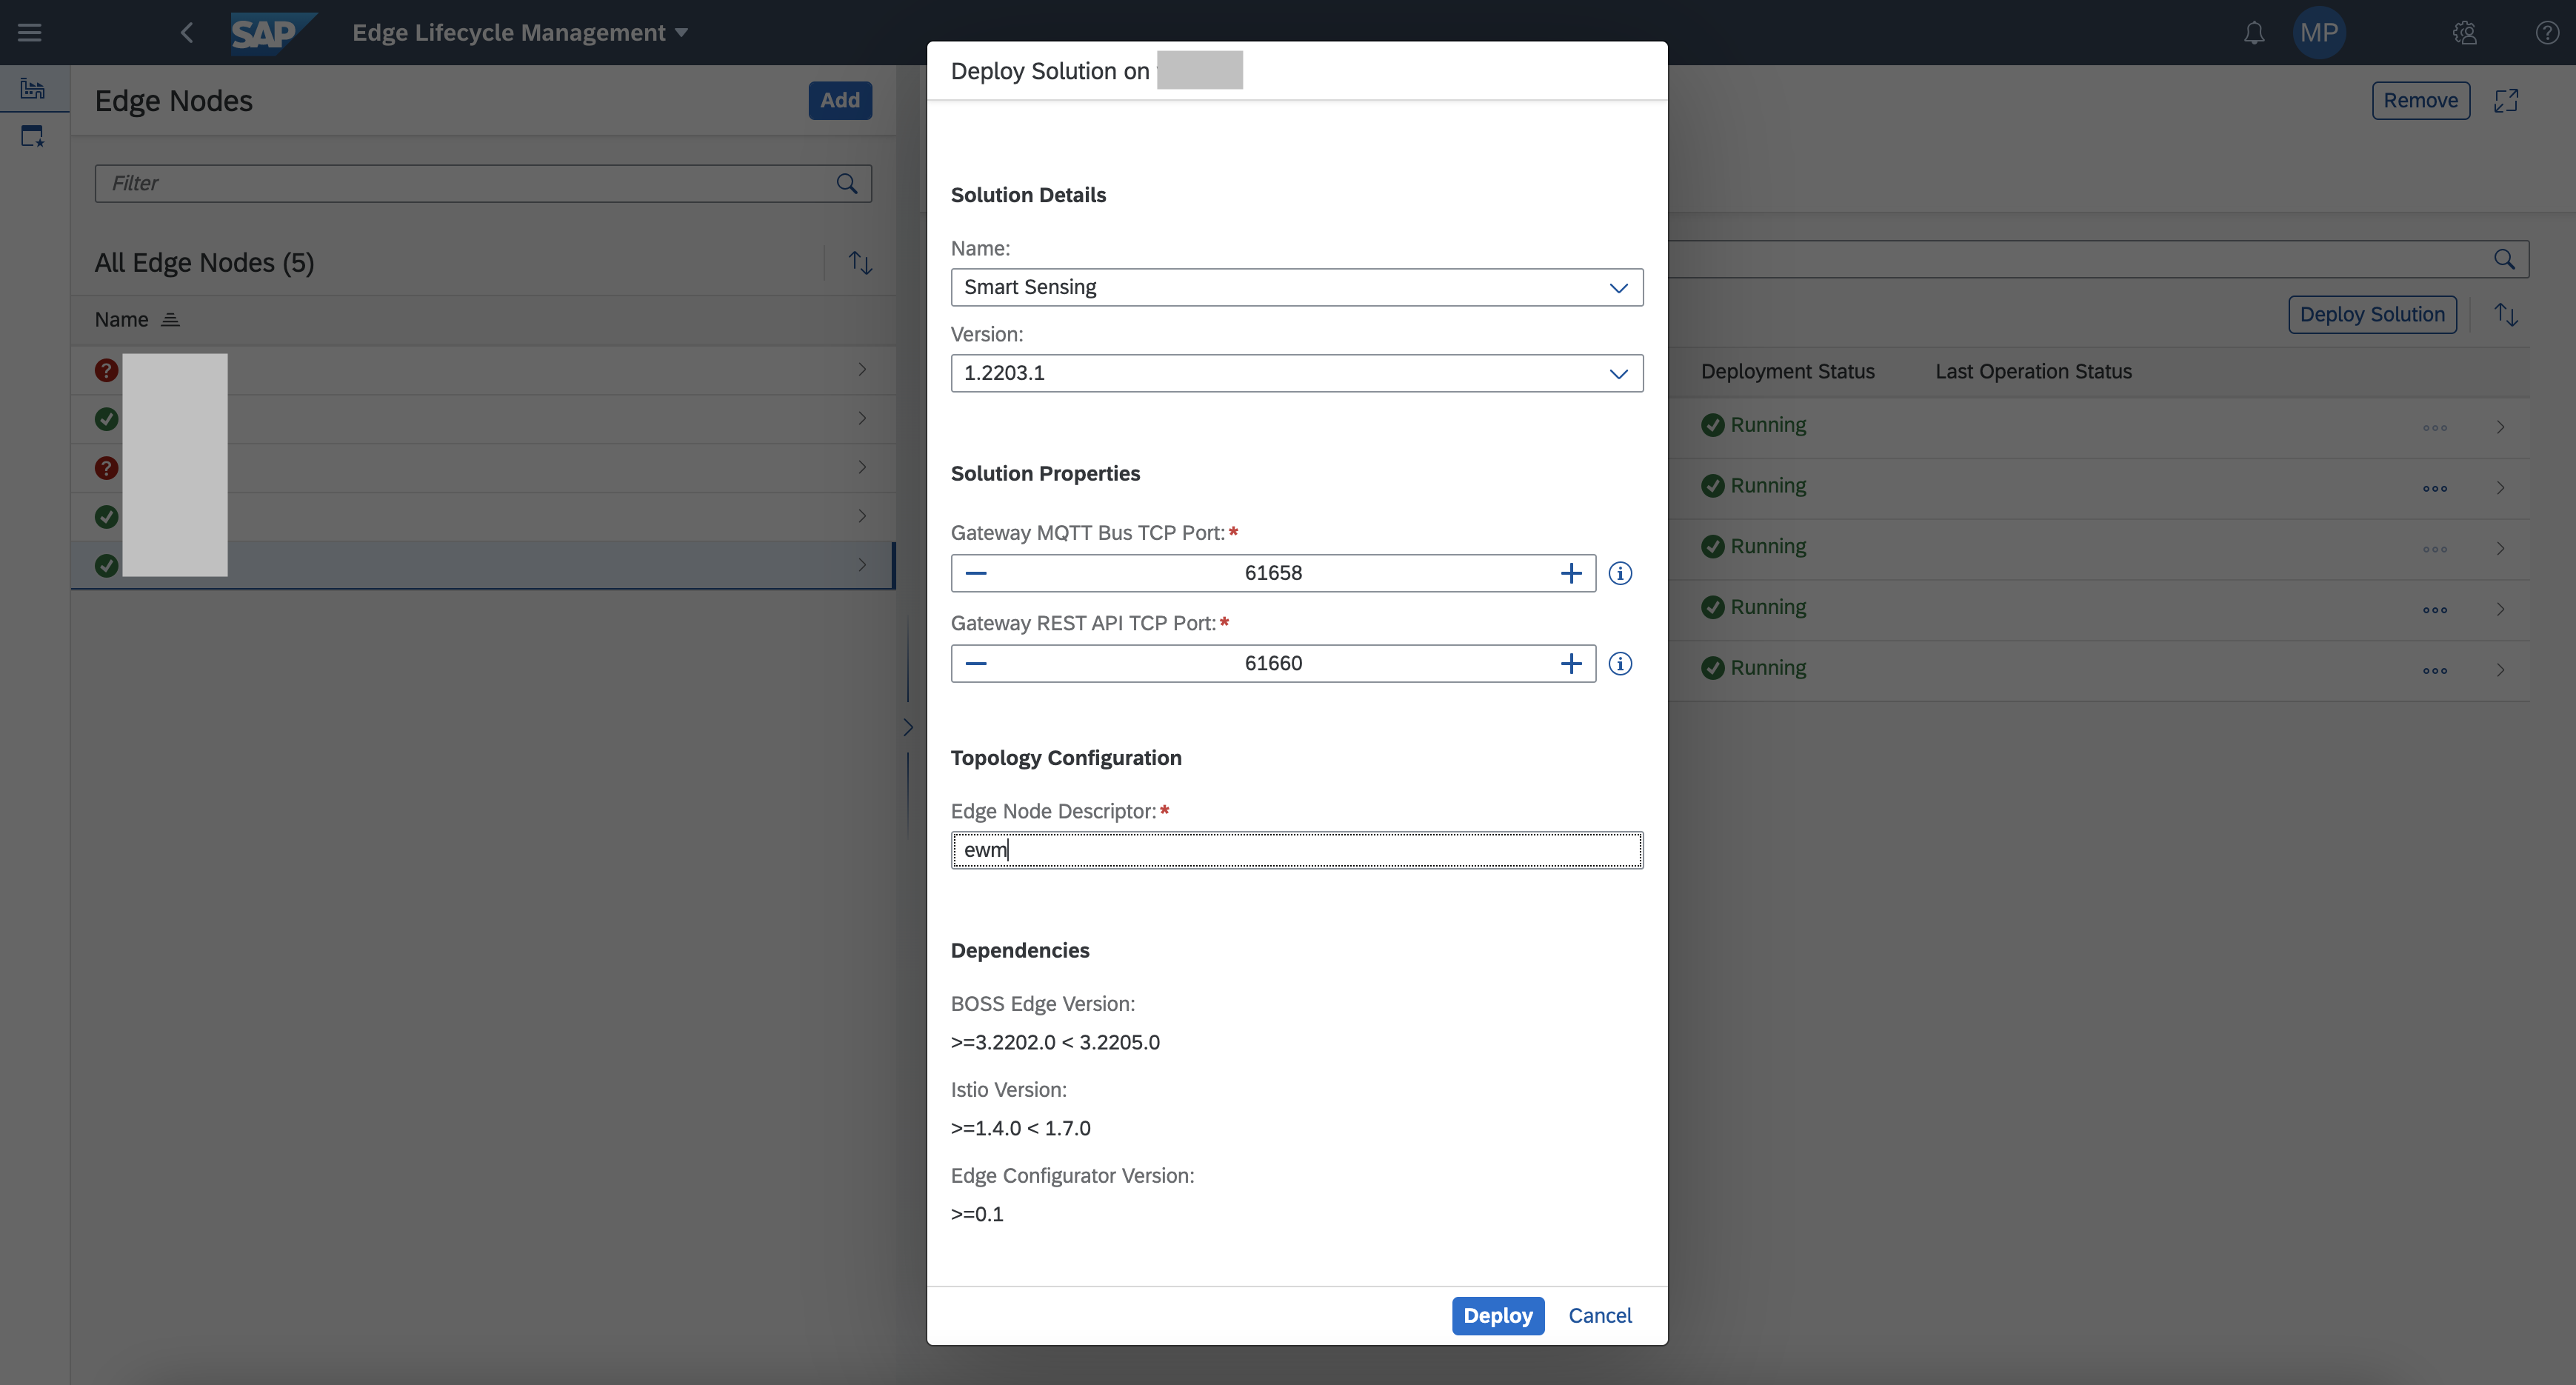 SAP
Edge Lifecycle Management
MP
Edge Nodes
Add
Filter
All Edge Nodes (5)
Name
Deploy Solution on
Solution Details
Name:
Smart Sensing
Version:
1.2203.1
Solution Properties
Gateway MQTT Bus TCP Port:*
61658
Gateway REST API TCP Port:*
61660
Topology Configuration
Edge Node Descriptor:*
ewm
Dependencies
BOSS Edge Version:
>=3.2202.0 < 3.2205.0
Istio Version:
>=1.4.0 < 1.7.0
Edge Configurator Version:
>=0.1
Deploy Cancel
Remove
Deploy Solution
Deployment Status Last Operation Status
Running
Running
Running
Running
Running